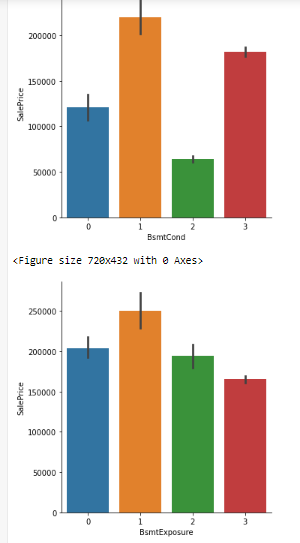 200000
150000
SalePrice
100000
50000
0
0 1 2 3
BsmtCond
<Figure size 720x432 with 0 Axes>
250000
200000
150000
SalePrice
100000
50000
0
0 1 2 3
BsmtExposure